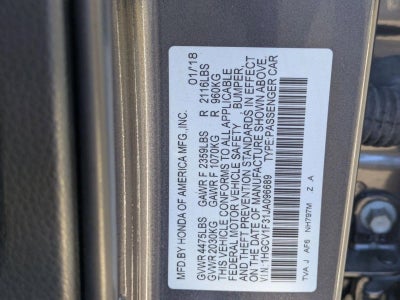 MFD.BY HONDA OF AMERICA MFG.,INC. 01/18
GVWR 4475LBS GAWR F 2359LBS R 2116LBS
GVWR 2030KG GAWR F 1070KG R 960KG
THIS VEHICLE CONFORMS TO ALL APPLICABLE
FEDERAL MOTOR VEHICLE SAFETY, BUMPER,
AND THEFT PREVENTION STANDARDS IN EFFECT
ON THE DATE OF MANUFACTURE SHOWN ABOVE.
V.I.N.: 1HGCV1F31JA096689 TYPE:PASSENGER CAR
TVA J AF6 NH797M Z A